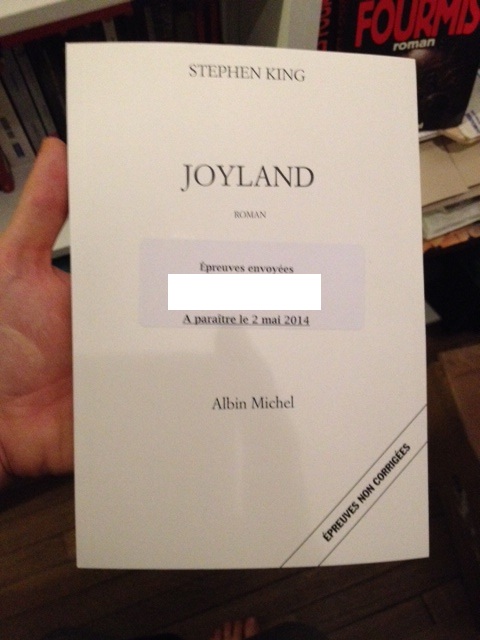 FOURMIS
roman
STEPHEN KING
JOYLAND
ROMAN
Épreuves envoyées
A paraître le 2 mai 2014
Albin Michel
ÉPREUVES NON CORRIGÉES